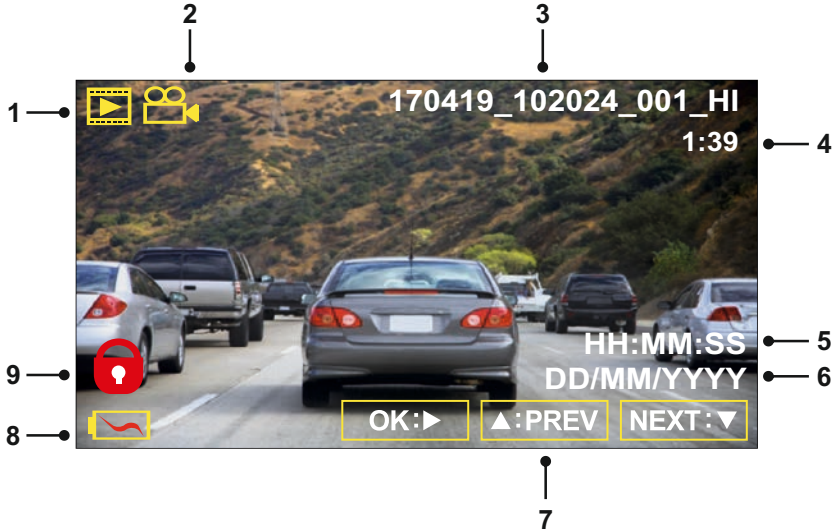 2
3
170419_102024_001_HI
1
1:39
4
HH:MM:SS
5
DD/MM/YYYY
6
9
8
OK:▶
▲:PREV
NEXT:▼
7